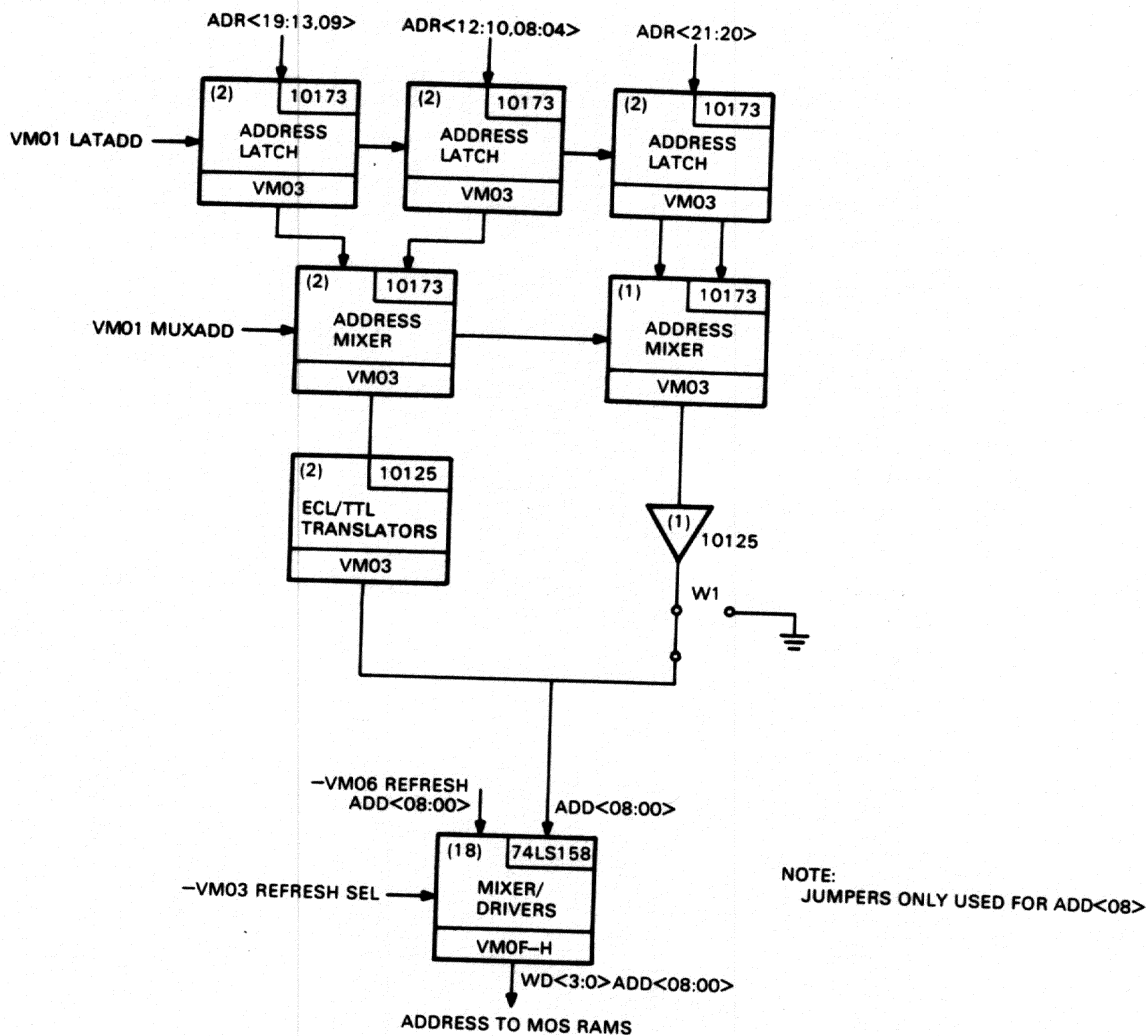 ADR<19:13,09>
ADR<12:10,08:04>
ADR<21:20>
(2) 10173
ADDRESS
LATCH
VM03
(2) 10173
ADDRESS
LATCH
VM03
(2) 10173
ADDRESS
LATCH
VM03
VM01 LATADD
(2) 10173
ADDRESS
MIXER
VM03
(1) 10173
ADDRESS
MIXER
VM03
VM01 MUXADD
(2) 10125
ECL/TTL
TRANSLATORS
VM03
(1)
10125
W1
–VM06 REFRESH
ADD<08:00>
ADD<08:00>
(18) 74LS158
MIXER/
DRIVERS
VM0F–H
–VM03 REFRESH SEL
NOTE:
JUMPERS ONLY USED FOR ADD<08>
WD<3:0>ADD<08:00>
ADDRESS TO MOS RAMS